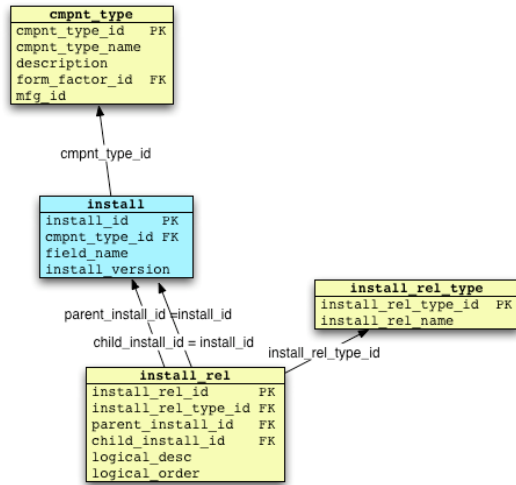 cmpnt_type
cmpnt_type_id PK
cmpnt_type_name
description
form_factor_id FK
mfg_id
cmpnt_type_id
install
install_id PK
cmpnt_type_id FK
field_name
install_version
install_rel_type
install_rel_type_id PK
install_rel_name
parent_install_id =install_id
child_install_id = install_id
install_rel_type_id
install_rel
install_rel_id PK
install_rel_type_id FK
parent_install_id FK
child_install_id FK
logical_desc
logical_order